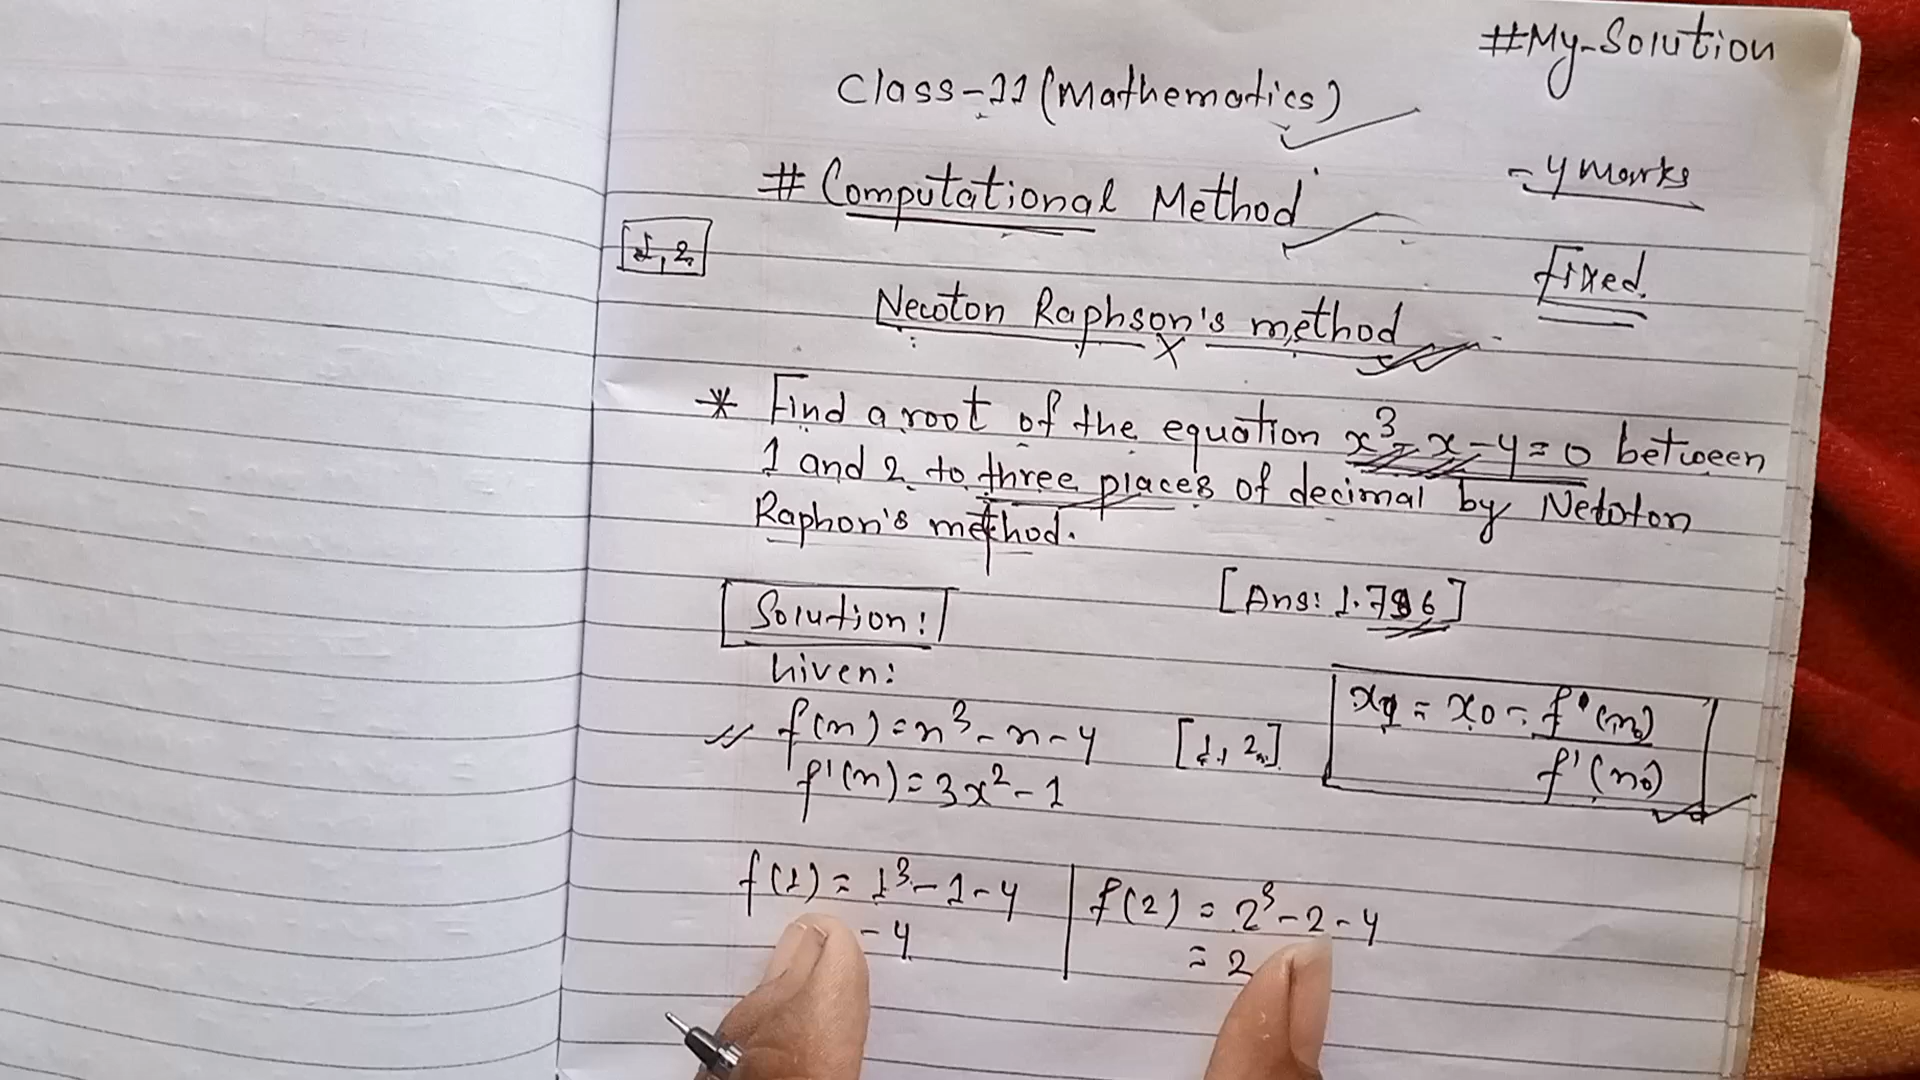 #My-Solution
Class-11 (Mathematics)
- 4 Marks
# Computational Method
1, 2
fixed.
Newton Raphson's method
* Find a root of the equation x³-x-4=0 between
1 and 2 to three places of decimal by Newton
Raphon's method.
[Ans: 1.796]
Solution:
Given:
f(x) = x³-x-4 [1, 2]
f'(x) = 3x²-1
x1 = x0 - f(x0)
f'(x0)
f(1) = 1³-1-4
-4
f(2) = 2³-2-4
= 2